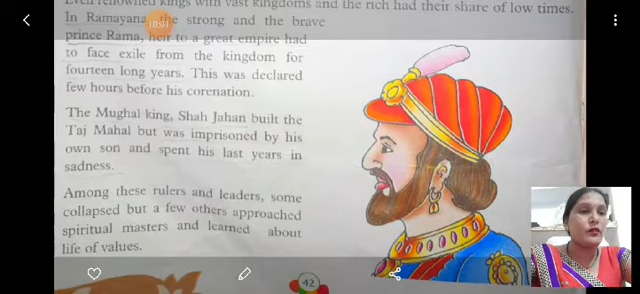 Even renowned kings with vast kingdoms and the rich had their share of low times.
In Ramayana, the strong and the brave
prince Rama, heir to a great empire had
to face exile from the kingdom for
fourteen long years. This was declared
few hours before his corenation.
The Mughal king, Shah Jahan built the
Taj Mahal but was imprisoned by his
own son and spent his last years in
sadness.
Among these rulers and leaders, some
collapsed but a few others approached
spiritual masters and learned about
life of values.
42